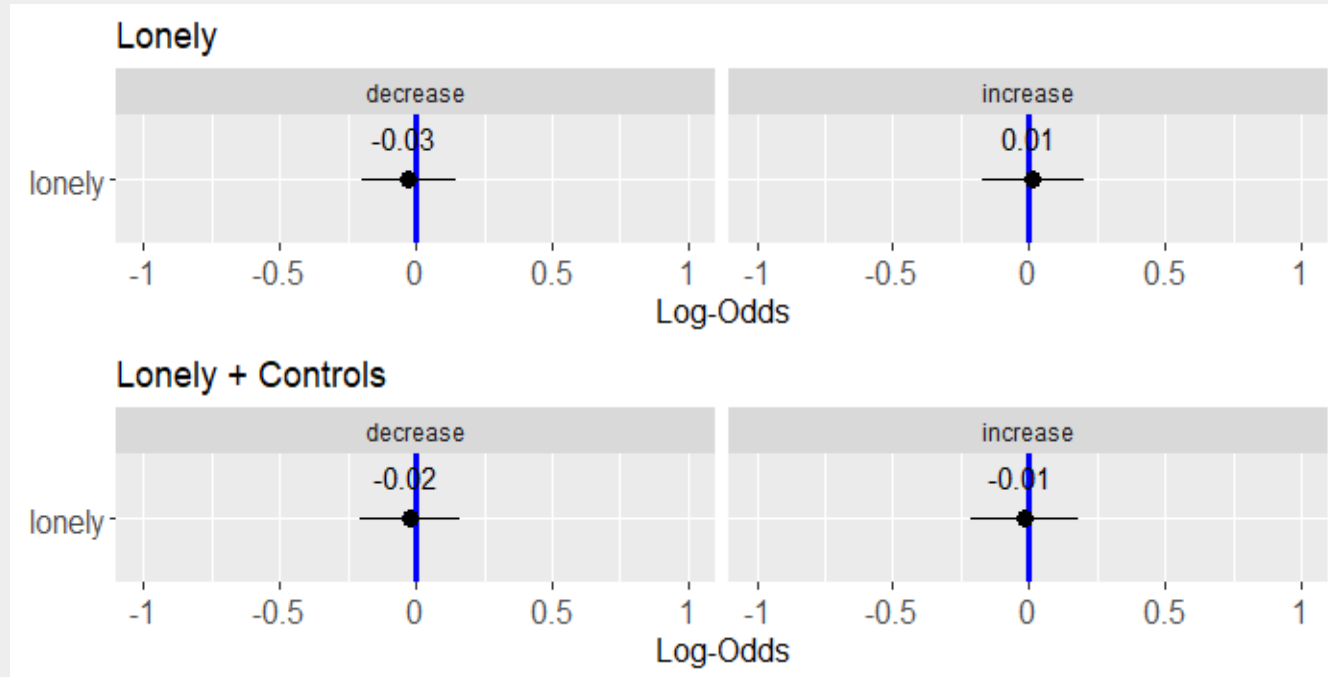 Lonely
decrease increase
-0.03 0.01
lonely
-1 -0.5 0 0.5 1 -1 -0.5 0 0.5 1
Log-Odds
Lonely + Controls
decrease increase
-0.02 -0.01
lonely
-1 -0.5 0 0.5 1 -1 -0.5 0 0.5 1
Log-Odds